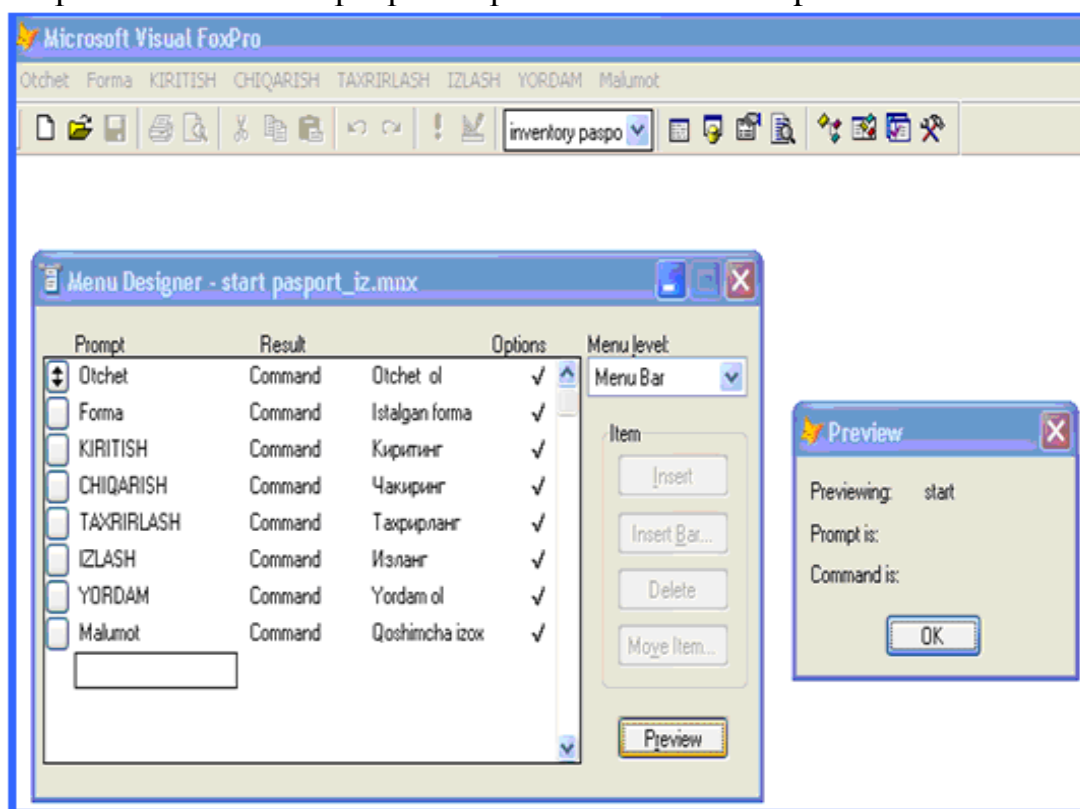 Microsoft Visual FoxPro
Otchet Forma KIRITISH CHIQARISH TAXRIRLASH IZLASH YORDAM Malumot
inventory paspo
Menu Designer - start pasport_iz.mnx
Prompt Result Options Menu level:
Otchet Command Otchet ol Menu Bar
Forma Command Istalgan forma
Item
KIRITISH Command Киритинг
Insert
CHIQARISH Command Чакиринг
TAXRIRLASH Command Тахрирланг
Insert Bar...
IZLASH Command Изланг
YORDAM Command Yordam ol
Delete
Malumot Command Qoshimcha izox
Move Item...
Preview
Preview
Previewing: start
Prompt is:
Command is:
OK